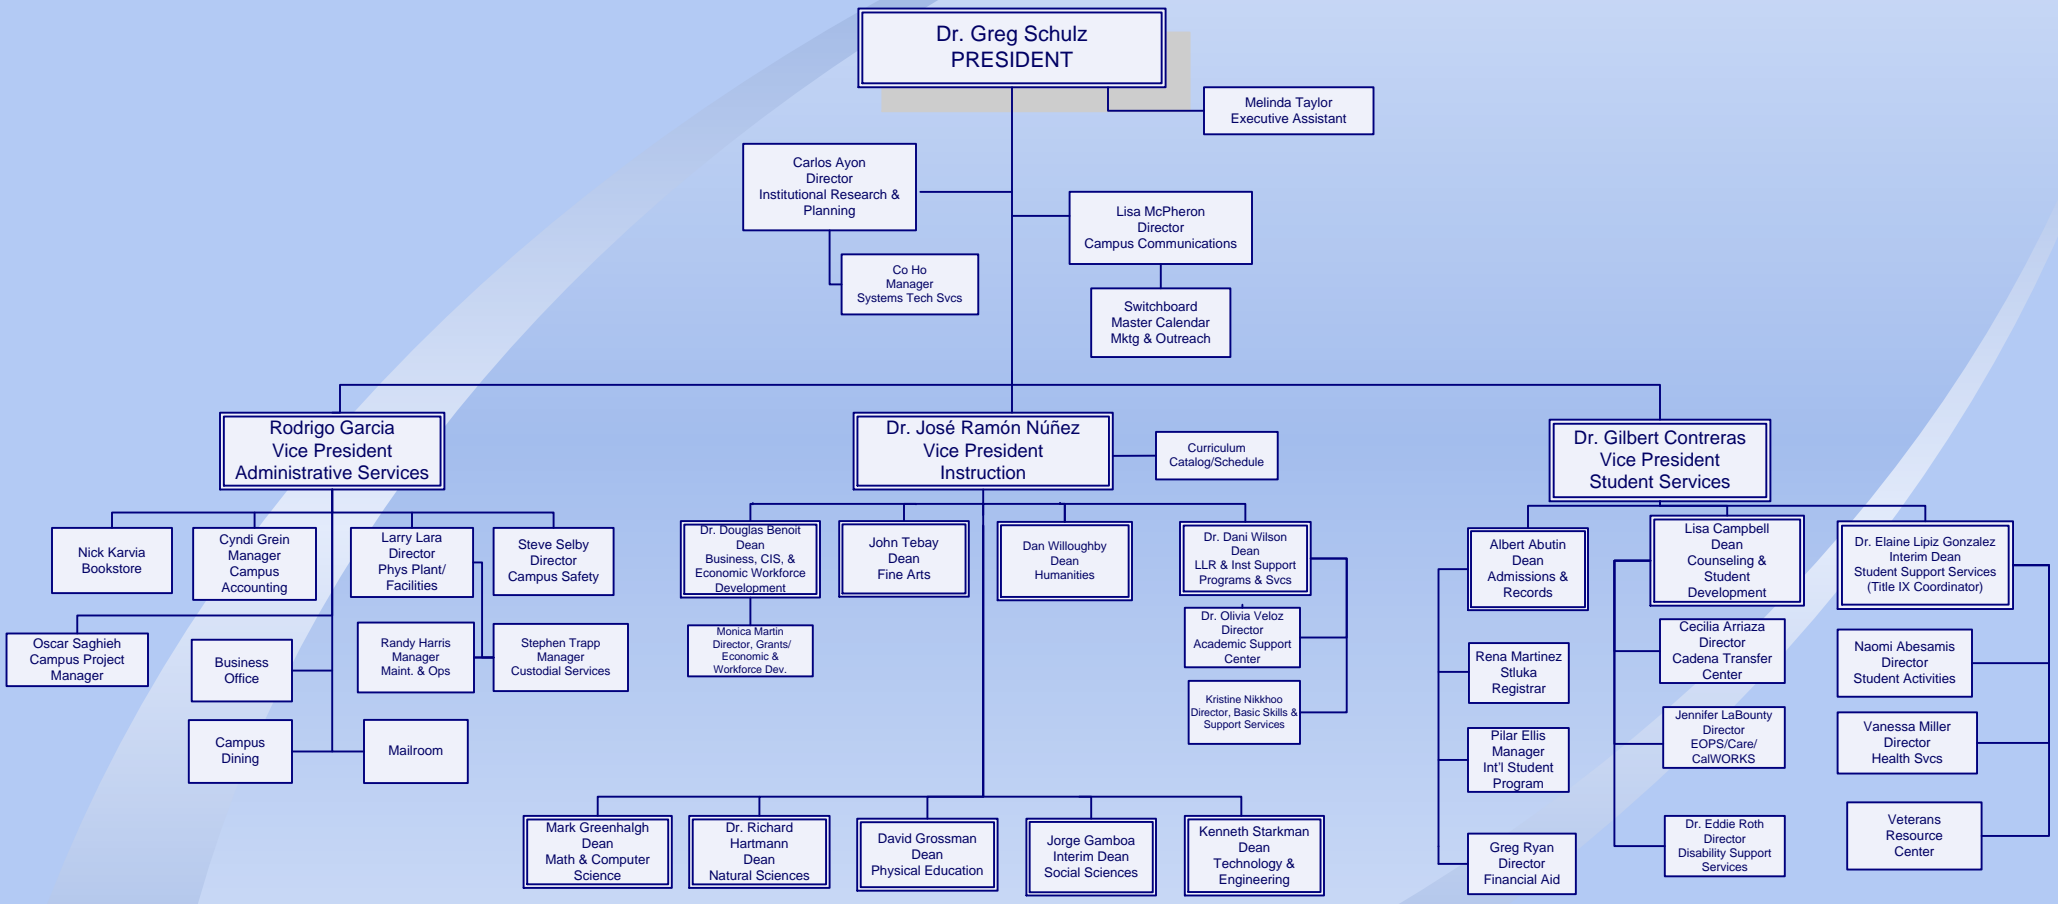 Dr. Greg Schulz
PRESIDENT
Melinda Taylor
Executive Assistant
Carlos Ayon
Director
Institutional Research &
Planning
Lisa McPheron
Director
Campus Communications
Co Ho
Manager
Systems Tech Svcs
Switchboard
Master Calendar
Mktg & Outreach
Rodrigo Garcia
Vice President
Administrative Services
Dr. José Ramón Núñez
Vice President
Instruction
Curriculum
Catalog/Schedule
Dr. Gilbert Contreras
Vice President
Student Services
Nick Karvia
Bookstore
Cyndi Grein
Manager
Campus
Accounting
Larry Lara
Director
Phys Plant/
Facilities
Steve Selby
Director
Campus Safety
Oscar Saghieh
Campus Project
Manager
Business
Office
Randy Harris
Manager
Maint. & Ops
Stephen Trapp
Manager
Custodial Services
Campus
Dining
Mailroom
Dr. Douglas Benoit
Dean
Business, CIS, &
Economic Workforce
Development
John Tebay
Dean
Fine Arts
Dan Willoughby
Dean
Humanities
Dr. Dani Wilson
Dean
LLR & Inst Support
Programs & Svcs
Monica Martin
Director, Grants/
Economic &
Workforce Dev.
Dr. Olivia Veloz
Director
Academic Support
Center
Kristine Nikkhoo
Director, Basic Skills &
Support Services
Mark Greenhalgh
Dean
Math & Computer
Science
Dr. Richard
Hartmann
Dean
Natural Sciences
David Grossman
Dean
Physical Education
Jorge Gamboa
Interim Dean
Social Sciences
Kenneth Starkman
Dean
Technology &
Engineering
Albert Abutin
Dean
Admissions &
Records
Lisa Campbell
Dean
Counseling &
Student
Development
Dr. Elaine Lipiz Gonzalez
Interim Dean
Student Support Services
(Title IX Coordinator)
Rena Martinez
Stluka
Registrar
Pilar Ellis
Manager
Int'l Student
Program
Greg Ryan
Director
Financial Aid
Cecilia Arriaza
Director
Cadena Transfer
Center
Jennifer LaBounty
Director
EOPS/Care/
CalWORKS
Dr. Eddie Roth
Director
Disability Support
Services
Naomi Abesamis
Director
Student Activities
Vanessa Miller
Director
Health Svcs
Veterans
Resource
Center